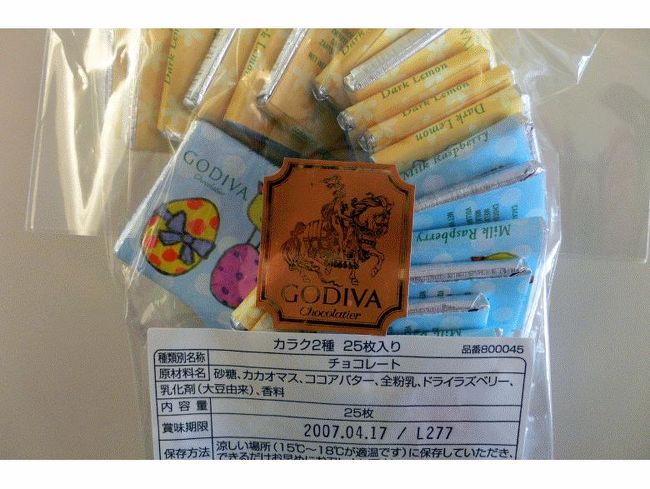 Dark Lemon
Dark Lemon
Dark Lemon
Dark Lemon
Dark Lemon
Milk Raspberry
GODIVA
Chocolatier
Milk Raspberry
GODIVA
Chocolatier
カラク2種 25枚入り 品番800045
種類別名称 チョコレート
原材料名 砂糖、カカオマス、ココアバター、全粉乳、ドライラズベリー、
乳化剤(大豆由来)、香料
内容量 25枚
賞味期限 2007.04.17 / L277
保存方法 涼しい場所(15℃〜18℃が適温です)に保存していただき、